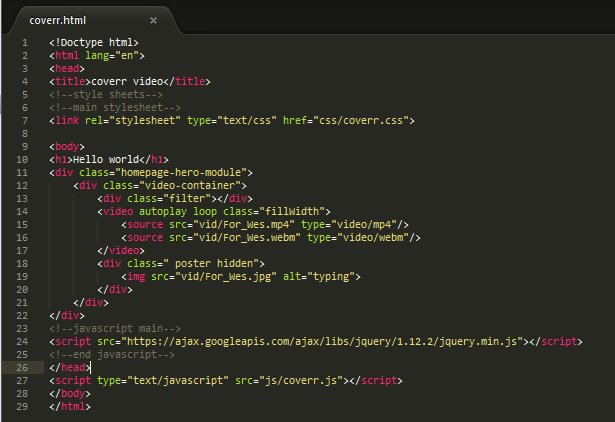 coverr.html ×
1 <!Doctype html>
2 <html lang="en">
3 <head>
4 <title>coverr video</title>
5 <!--style sheets-->
6 <!--main stylesheet-->
7 <link rel="stylesheet" type="text/css" href="css/coverr.css">
8
9 <body>
10 <h1>Hello world</h1>
11 <div class="homepage-hero-module">
12     <div class="video-container">
13         <div class="filter"></div>
14         <video autoplay loop class="fillWidth">
15             <source src="vid/For_Wes.mp4" type="video/mp4"/>
16             <source src="vid/For_Wes.webm" type="video/webm"/>
17         </video>
18         <div class=" poster hidden">
19             <img src="vid/For_Wes.jpg" alt="typing">
20         </div>
21     </div>
22 </div>
23 <!--javascript main-->
24 <script src="https://ajax.googleapis.com/ajax/libs/jquery/1.12.2/jquery.min.js"></script>
25 <!--end javascript-->
26 </head>
27 <script type="text/javascript" src="js/coverr.js"></script>
28 </body>
29 </html>